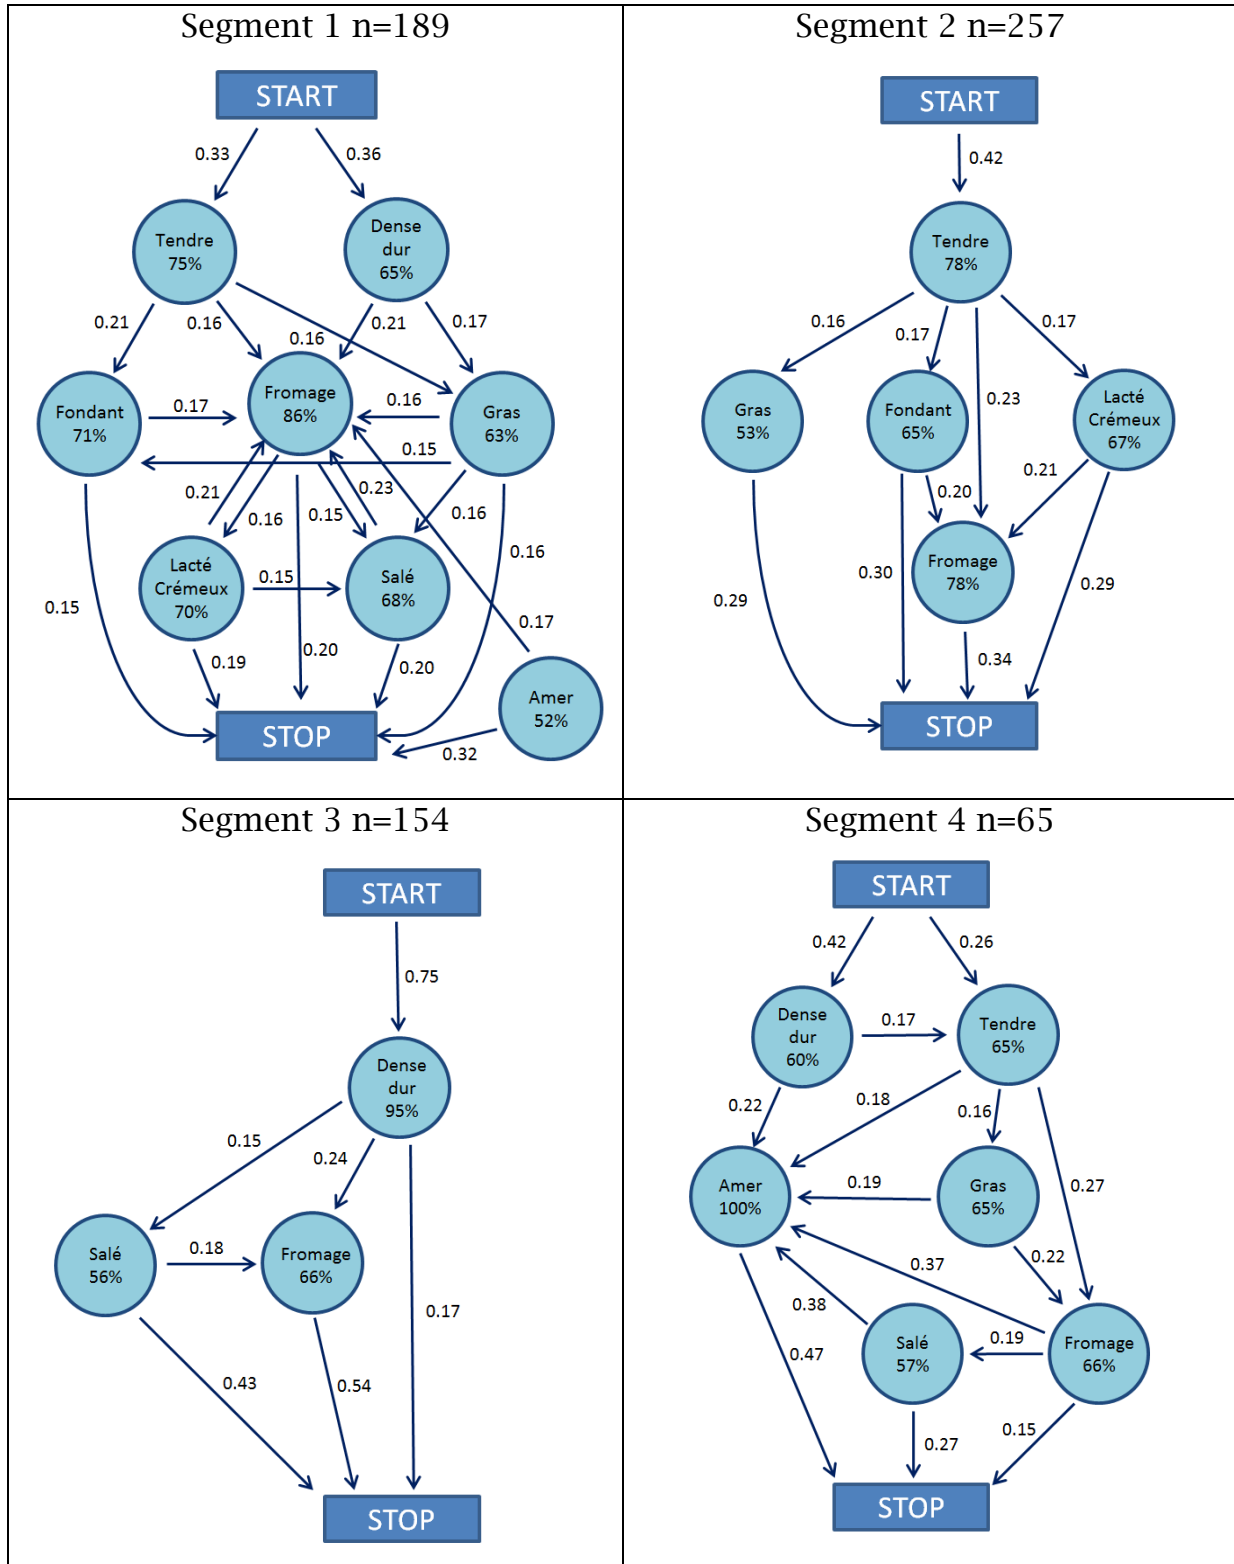 Segment 1 n=189
START
0.33
0.36
Tendre
75%
Dense
dur
65%
0.21
0.16
0.16
0.21
0.17
Fondant
71%
0.17
Fromage
86%
0.16
Gras
63%
0.15
0.21
0.16
0.15
0.23
0.16
0.16
Lacté
Crémeux
70%
0.15
Salé
68%
0.15
0.17
0.19
0.20
0.20
Amer
52%
STOP
0.32
Segment 2 n=257
START
0.42
Tendre
78%
0.16
0.17
0.17
0.23
Gras
53%
Fondant
65%
Lacté
Crémeux
67%
0.20
0.21
Fromage
78%
0.30
0.29
0.29
0.34
STOP
Segment 3 n=154
START
0.75
Dense
dur
95%
0.15
0.24
Salé
56%
0.18
Fromage
66%
0.17
0.43
0.54
STOP
Segment 4 n=65
START
0.42
0.26
Dense
dur
60%
0.17
Tendre
65%
0.22
0.18
0.16
0.27
Amer
100%
0.19
Gras
65%
0.22
0.37
0.38
0.47
Salé
57%
0.19
Fromage
66%
0.27
0.15
STOP